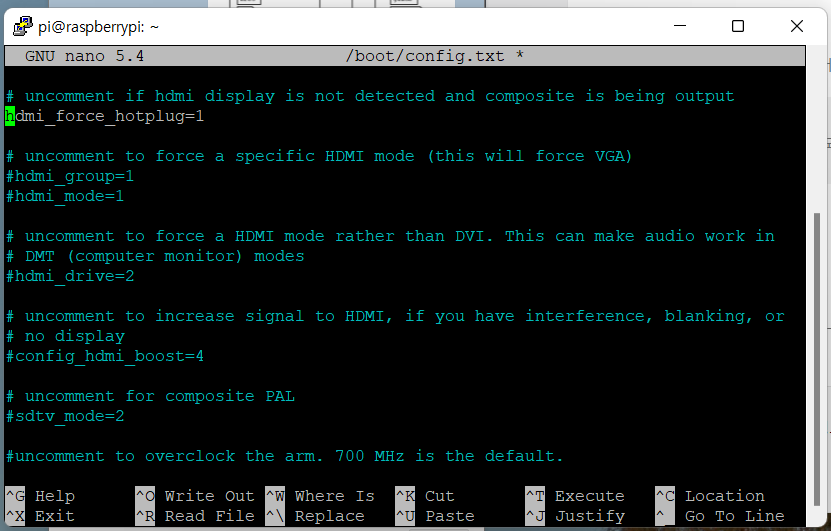 pi@raspberrypi: ~
GNU nano 5.4 /boot/config.txt *
# uncomment if hdmi display is not detected and composite is being output
hdmi_force_hotplug=1
# uncomment to force a specific HDMI mode (this will force VGA)
#hdmi_group=1
#hdmi_mode=1
# uncomment to force a HDMI mode rather than DVI. This can make audio work in
# DMT (computer monitor) modes
#hdmi_drive=2
# uncomment to increase signal to HDMI, if you have interference, blanking, or
# no display
#config_hdmi_boost=4
# uncomment for composite PAL
#sdtv_mode=2
#uncomment to overclock the arm. 700 MHz is the default.
^G Help ^O Write Out ^W Where Is ^K Cut ^T Execute ^C Location
^X Exit ^R Read File ^\ Replace ^U Paste ^J Justify ^_ Go To Line